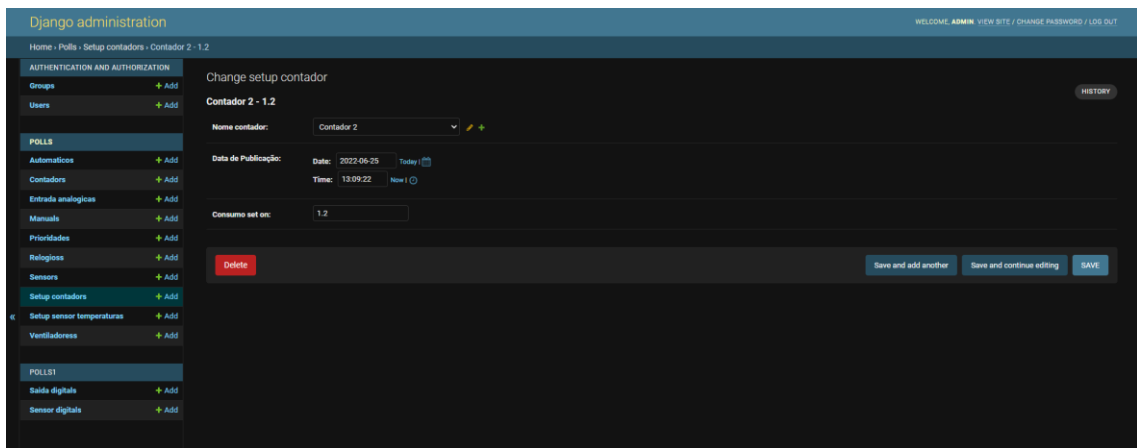 Django administration
WELCOME, ADMIN. VIEW SITE / CHANGE PASSWORD / LOG OUT
Home › Polls › Setup contadors › Contador 2 - 1.2
AUTHENTICATION AND AUTHORIZATION
Groups + Add
Users + Add
POLLS
Automaticos + Add
Contadors + Add
Entrada analogicas + Add
Manuals + Add
Prioridades + Add
Relogioss + Add
Sensors + Add
Setup contadors + Add
« Setup sensor temperaturas + Add
Ventiladoress + Add
POLLS1
Saida digitals + Add
Sensor digitals + Add
Change setup contador
HISTORY
Contador 2 - 1.2
Nome contador: Contador 2
Data de Publicação: Date: 2022-06-25 Today |
Time: 13:09:22 Now |
Consumo set on: 1.2
Delete Save and add another Save and continue editing SAVE